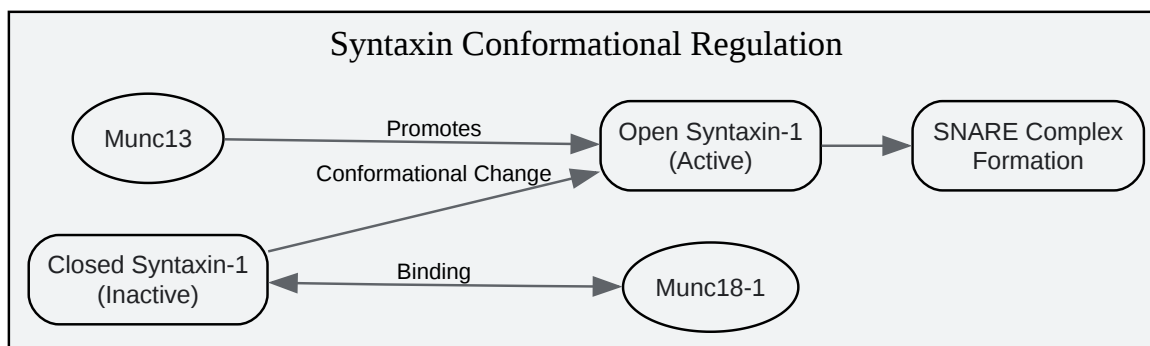 Syntaxin Conformational Regulation
Munc13
Promotes
Open Syntaxin-1
(Active)
SNARE Complex
Formation
Conformational Change
Closed Syntaxin-1
(Inactive)
Binding
Munc18-1